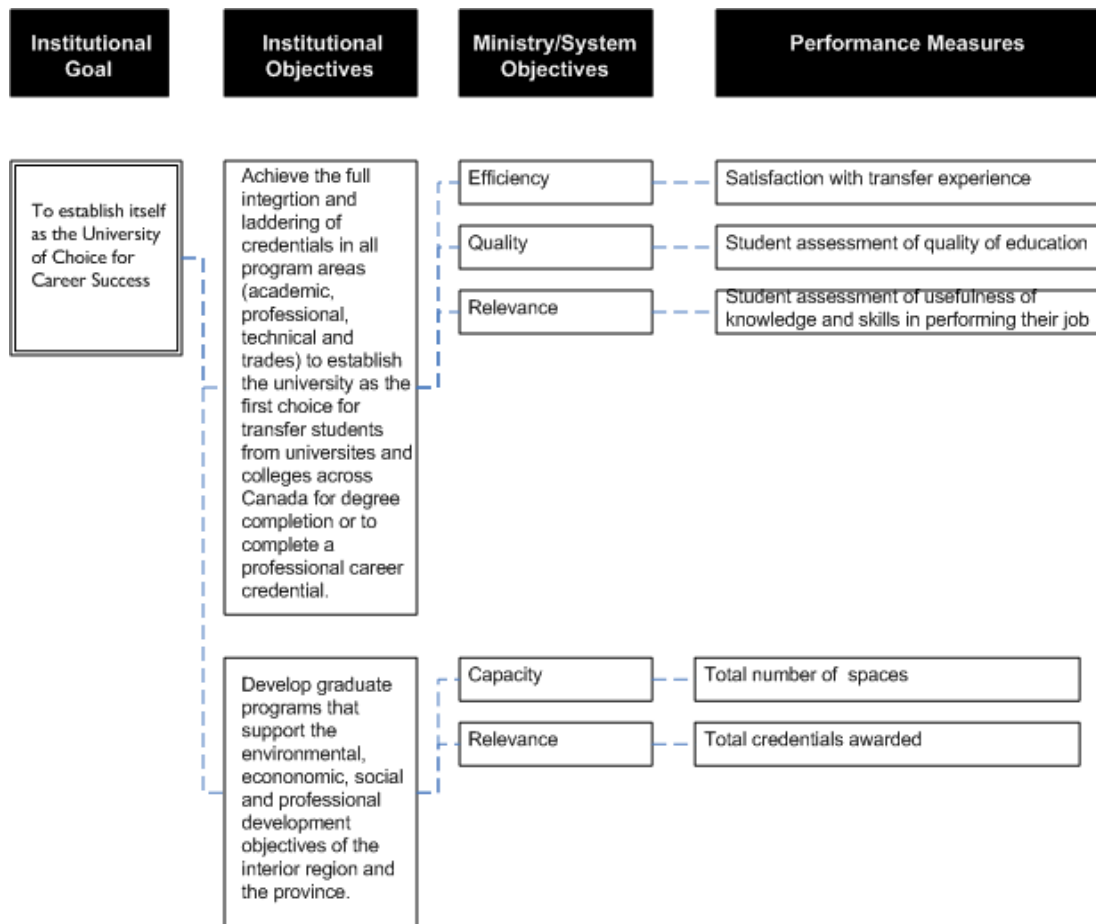 Institutional
Goal
Institutional
Objectives
Ministry/System
Objectives
Performance Measures
To establish itself
as the University
of Choice for
Career Success
Achieve the full
integrtion and
laddering of
credentials in all
program areas
(academic,
professional,
technical and
trades) to establish
the university as the
first choice for
transfer students
from universites and
colleges across
Canada for degree
completion or to
complete a
professional career
credential.
Efficiency
Satisfaction with transfer experience
Quality
Student assessment of quality of education
Relevance
Student assessment of usefulness of
knowledge and skills in performing their job
Develop graduate
programs that
support the
environmental,
econonomic, social
and professional
development
objectives of the
interior region and
the province.
Capacity
Total number of spaces
Relevance
Total credentials awarded